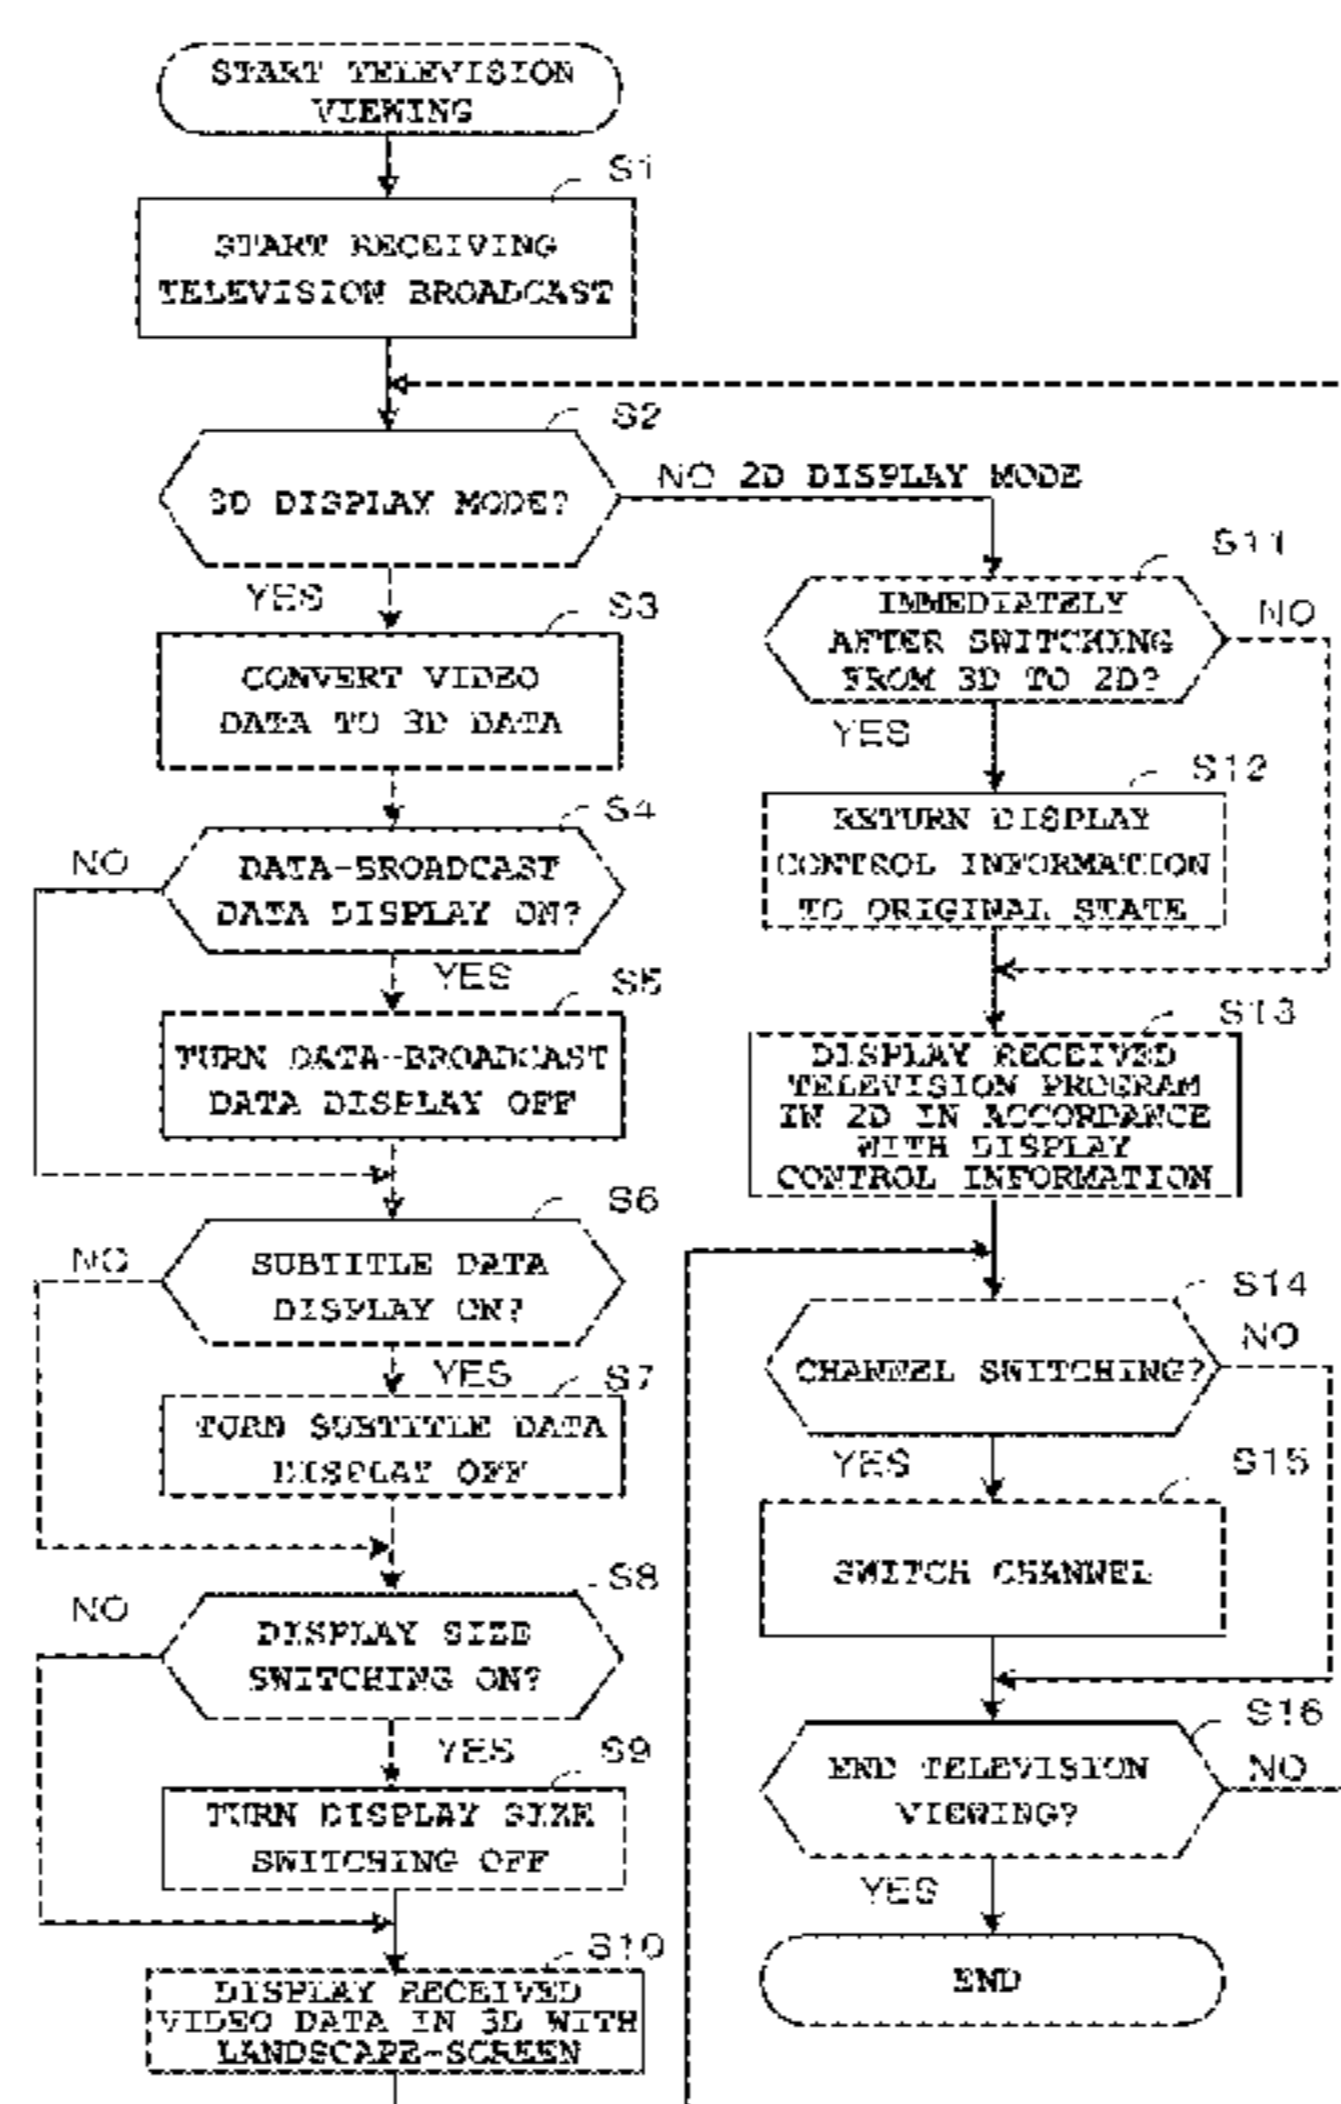 START TELEVISION
VIEWING
S1
START RECEIVING
TELEVISION BROADCAST
S2
3D DISPLAY MODE?
NO 2D DISPLAY MODE
YES
S3
CONVERT VIDEO
DATA TO 3D DATA
S4
NO
DATA-BROADCAST
DATA DISPLAY ON?
YES
S5
TURN DATA-BROADCAST
DATA DISPLAY OFF
S6
NO
SUBTITLE DATA
DISPLAY ON?
YES
S7
TURN SUBTITLE DATA
DISPLAY OFF
S8
NO
DISPLAY SIZE
SWITCHING ON?
YES
S9
TURN DISPLAY SIZE
SWITCHING OFF
S10
DISPLAY RECEIVED
VIDEO DATA IN 3D WITH
LANDSCAPE-SCREEN
S11
IMMEDIATELY
AFTER SWITCHING
FROM 3D TO 2D?
NO
YES
S12
RETURN DISPLAY
CONTROL INFORMATION
TO ORIGINAL STATE
S13
DISPLAY RECEIVED
TELEVISION PROGRAM
IN 2D IN ACCORDANCE
WITH DISPLAY
CONTROL INFORMATION
S14
NO
CHANNEL SWITCHING?
YES
S15
SWITCH CHANNEL
S16
END TELEVISION
VIEWING?
NO
YES
END